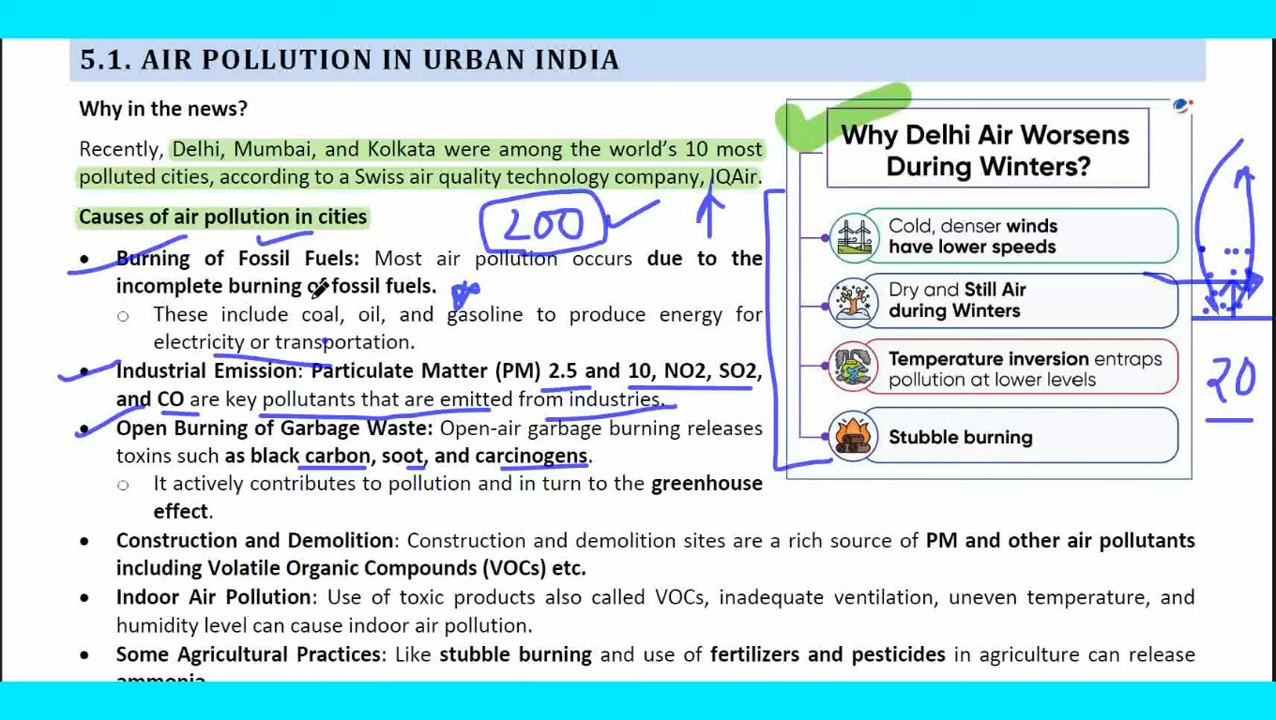 5.1. AIR POLLUTION IN URBAN INDIA
Why in the news?
Recently, Delhi, Mumbai, and Kolkata were among the world's 10 most
polluted cities, according to a Swiss air quality technology company, IQAir.
Causes of air pollution in cities
200
• Burning of Fossil Fuels: Most air pollution occurs due to the
incomplete burning of fossil fuels.
o These include coal, oil, and gasoline to produce energy for
electricity or transportation.
• Industrial Emission: Particulate Matter (PM) 2.5 and 10, NO2, SO2,
and CO are key pollutants that are emitted from industries.
• Open Burning of Garbage Waste: Open-air garbage burning releases
toxins such as black carbon, soot, and carcinogens.
o It actively contributes to pollution and in turn to the greenhouse
effect.
Why Delhi Air Worsens
During Winters?
Cold, denser winds
have lower speeds
Dry and Still Air
during Winters
Temperature inversion entraps
pollution at lower levels
Stubble burning
20
• Construction and Demolition: Construction and demolition sites are a rich source of PM and other air pollutants
including Volatile Organic Compounds (VOCs) etc.
• Indoor Air Pollution: Use of toxic products also called VOCs, inadequate ventilation, uneven temperature, and
humidity level can cause indoor air pollution.
• Some Agricultural Practices: Like stubble burning and use of fertilizers and pesticides in agriculture can release
ammonia.